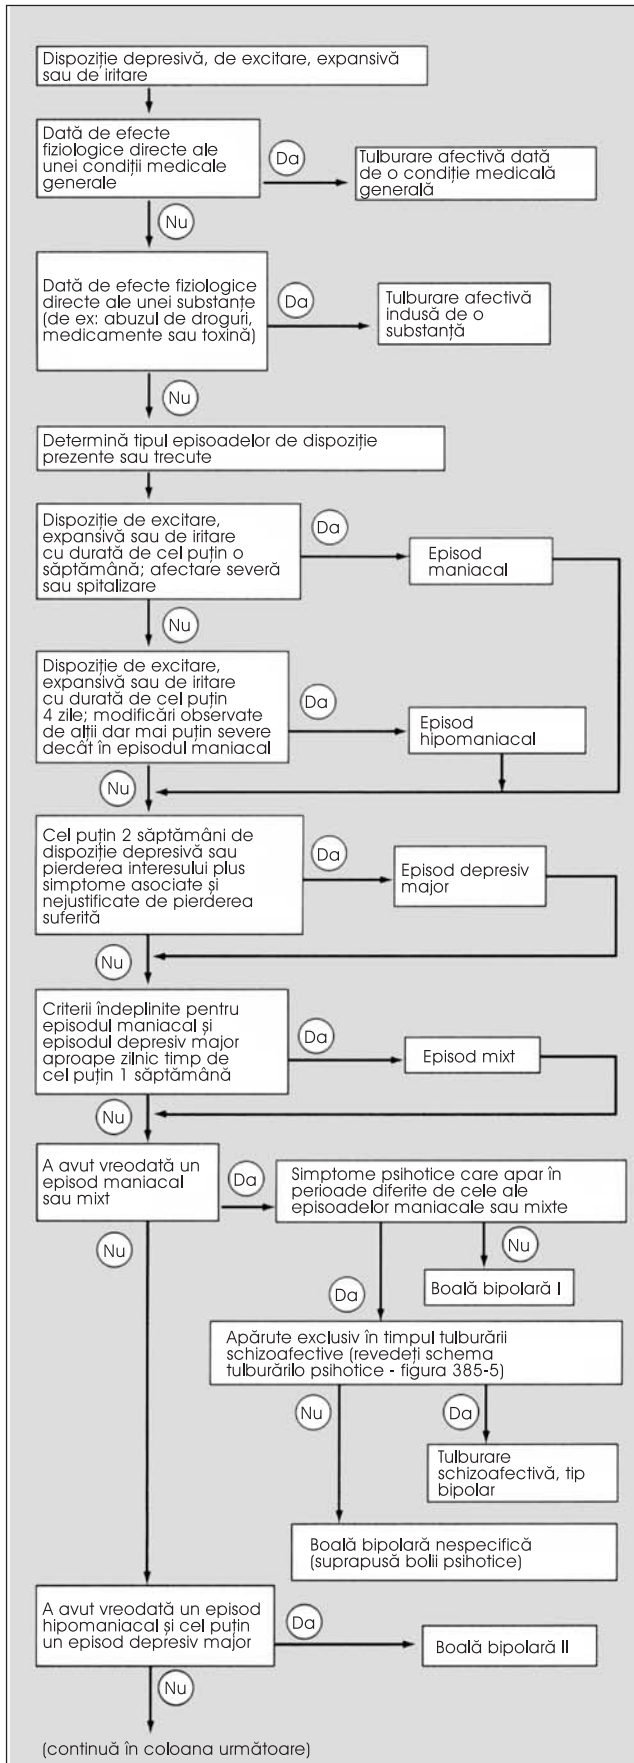 Dispoziție depresivă, de excitare, expansivă
sau de iritare
Dată de efecte
fiziologice directe ale
unei condiții medicale
generale
Da
Tulburare afectivă dată
de o condiție medicală
generală
Nu
Dată de efecte fiziologice
directe ale unei substanțe
(de ex: abuzul de droguri,
medicamente sau toxină)
Da
Tulburare afectivă
indusă de o
substanță
Nu
Determină tipul episoadelor de dispoziție
prezente sau trecute
Dispoziție de excitare,
expansivă sau de iritare
cu durată de cel puțin o
săptămână; afectare severă
sau spitalizare
Da
Episod
maniacal
Nu
Dispoziție de excitare,
expansivă sau de iritare
cu durată de cel puțin
4 zile; modificări observate
de alții dar mai puțin severe
decât în episodul maniacal
Da
Episod
hipomaniacal
Nu
Cel puțin 2 săptămâni de
dispoziție depresivă sau
pierderea interesului plus
simptome asociate și
nejustificate de pierderea
suferită
Da
Episod depresiv
major
Nu
Criterii îndeplinite pentru
episodul maniacal și
episodul depresiv major
aproape zilnic timp de
cel puțin 1 săptămână
Da
Episod mixt
Nu
A avut vreodată un
episod maniacal
sau mixt
Da
Simptome psihotice care apar în
perioade diferite de cele ale
episoadelor maniacale sau mixte
Nu
Nu
Boală bipolară I
Da
Apărute exclusiv în timpul tulburării
schizoafective (revedeți schema
tulburărilo psihotice - figura 385-5)
Nu
Da
Tulburare
schizoafectivă, tip
bipolar
Boală bipolară nespecifică
(suprapusă bolii psihotice)
A avut vreodată un episod
hipomaniacal și cel puțin
un episod depresiv major
Da
Boală bipolară II
Nu
(continuă în coloana următoare)